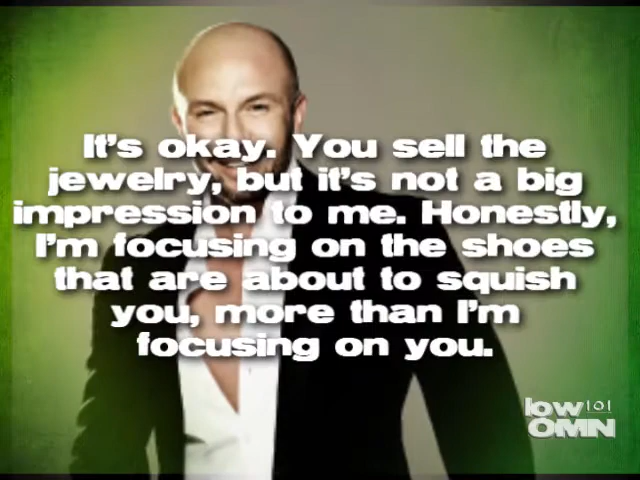 It's okay. You sell the
jewelry, but it's not a big
impression to me. Honestly,
I'm focusing on the shoes
that are about to squish
you, more than I'm
focusing on you.
low 101
OMN